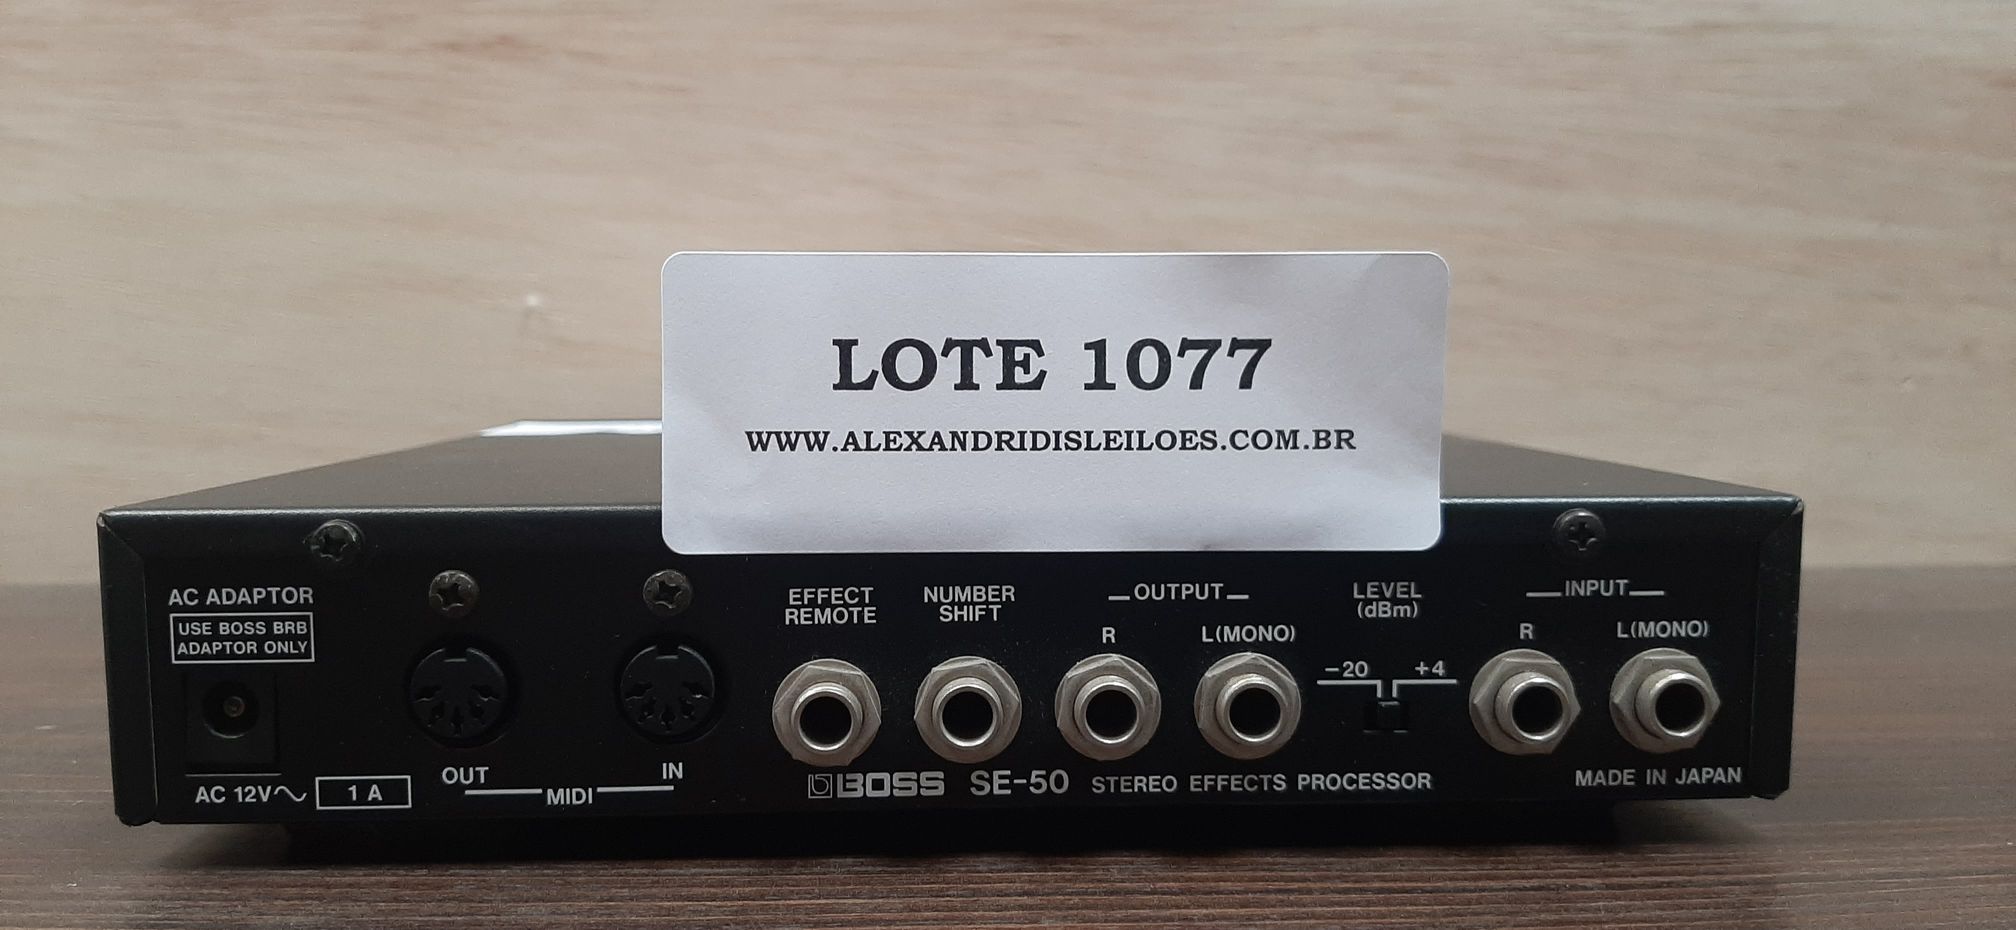 LOTE 1077
WWW.ALEXANDRIDISLEILOES.COM.BR
AC ADAPTOR
USE BOSS BRB
ADAPTOR ONLY
AC 12V～
1 A
OUT
MIDI
IN
EFFECT
REMOTE
NUMBER
SHIFT
OUTPUT
R
L(MONO)
LEVEL
(dBm)
-20
+4
INPUT
R
L(MONO)
BOSS SE-50 STEREO EFFECTS PROCESSOR
MADE IN JAPAN